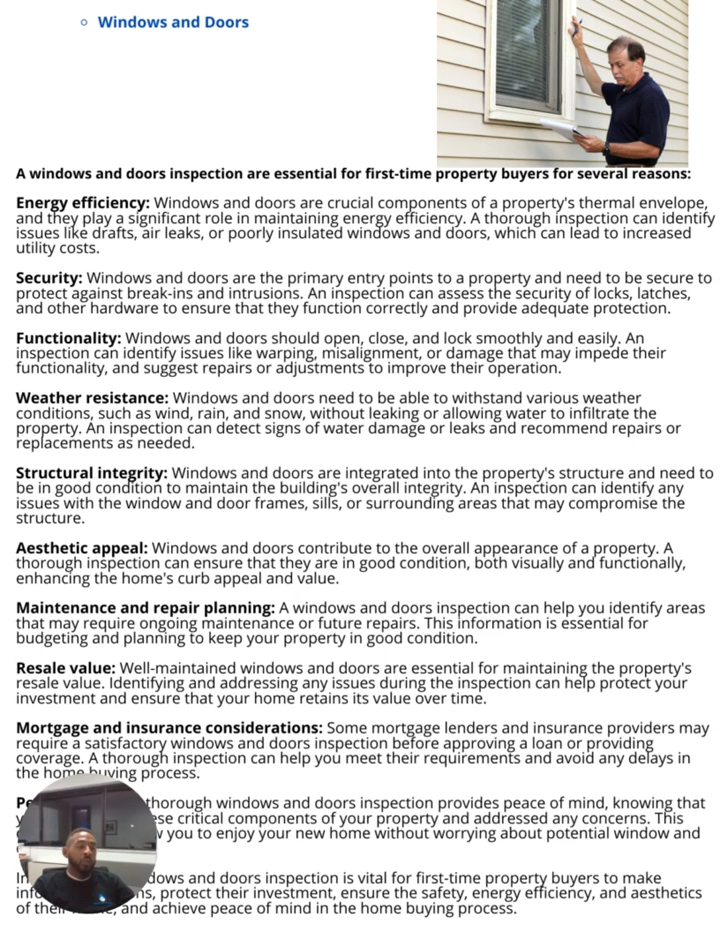 Windows and Doors
A windows and doors inspection are essential for first-time property buyers for several reasons:
Energy efficiency: Windows and doors are crucial components of a property's thermal envelope,
and they play a significant role in maintaining energy efficiency. A thorough inspection can identify
issues like drafts, air leaks, or poorly insulated windows and doors, which can lead to increased
utility costs.
Security: Windows and doors are the primary entry points to a property and need to be secure to
protect against break-ins and intrusions. An inspection can assess the security of locks, latches,
and other hardware to ensure that they function correctly and provide adequate protection.
Functionality: Windows and doors should open, close, and lock smoothly and easily. An
inspection can identify issues like warping, misalignment, or damage that may impede their
functionality, and suggest repairs or adjustments to improve their operation.
Weather resistance: Windows and doors need to be able to withstand various weather
conditions, such as wind, rain, and snow, without leaking or allowing water to infiltrate the
property. An inspection can detect signs of water damage or leaks and recommend repairs or
replacements as needed.
Structural integrity: Windows and doors are integrated into the property's structure and need to
be in good condition to maintain the building's overall integrity. An inspection can identify any
issues with the window and door frames, sills, or surrounding areas that may compromise the
structure.
Aesthetic appeal: Windows and doors contribute to the overall appearance of a property. A
thorough inspection can ensure that they are in good condition, both visually and functionally,
enhancing the home's curb appeal and value.
Maintenance and repair planning: A windows and doors inspection can help you identify areas
that may require ongoing maintenance or future repairs. This information is essential for
budgeting and planning to keep your property in good condition.
Resale value: Well-maintained windows and doors are essential for maintaining the property's
resale value. Identifying and addressing any issues during the inspection can help protect your
investment and ensure that your home retains its value over time.
Mortgage and insurance considerations: Some mortgage lenders and insurance providers may
require a satisfactory windows and doors inspection before approving a loan or providing
coverage. A thorough inspection can help you meet their requirements and avoid any delays in
the home buying process.
thorough windows and doors inspection provides peace of mind, knowing that
critical components of your property and addressed any concerns. This
you to enjoy your new home without worrying about potential window and
and doors inspection is vital for first-time property buyers to make
protect their investment, ensure the safety, energy efficiency, and aesthetics
of their and achieve peace of mind in the home buying process.